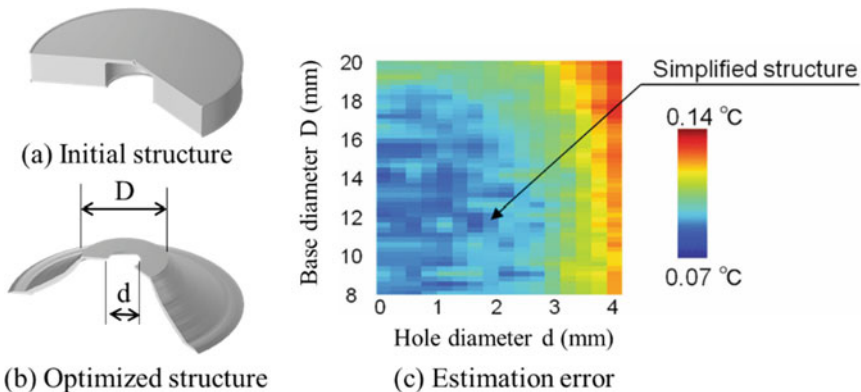 (a) Initial structure
D
d
(b) Optimized structure
Base diameter D (mm)
20
18
16
14
12
10
8
0
1
2
3
4
Hole diameter d (mm)
(c) Estimation error
Simplified structure
0.14 °C
0.07 °C